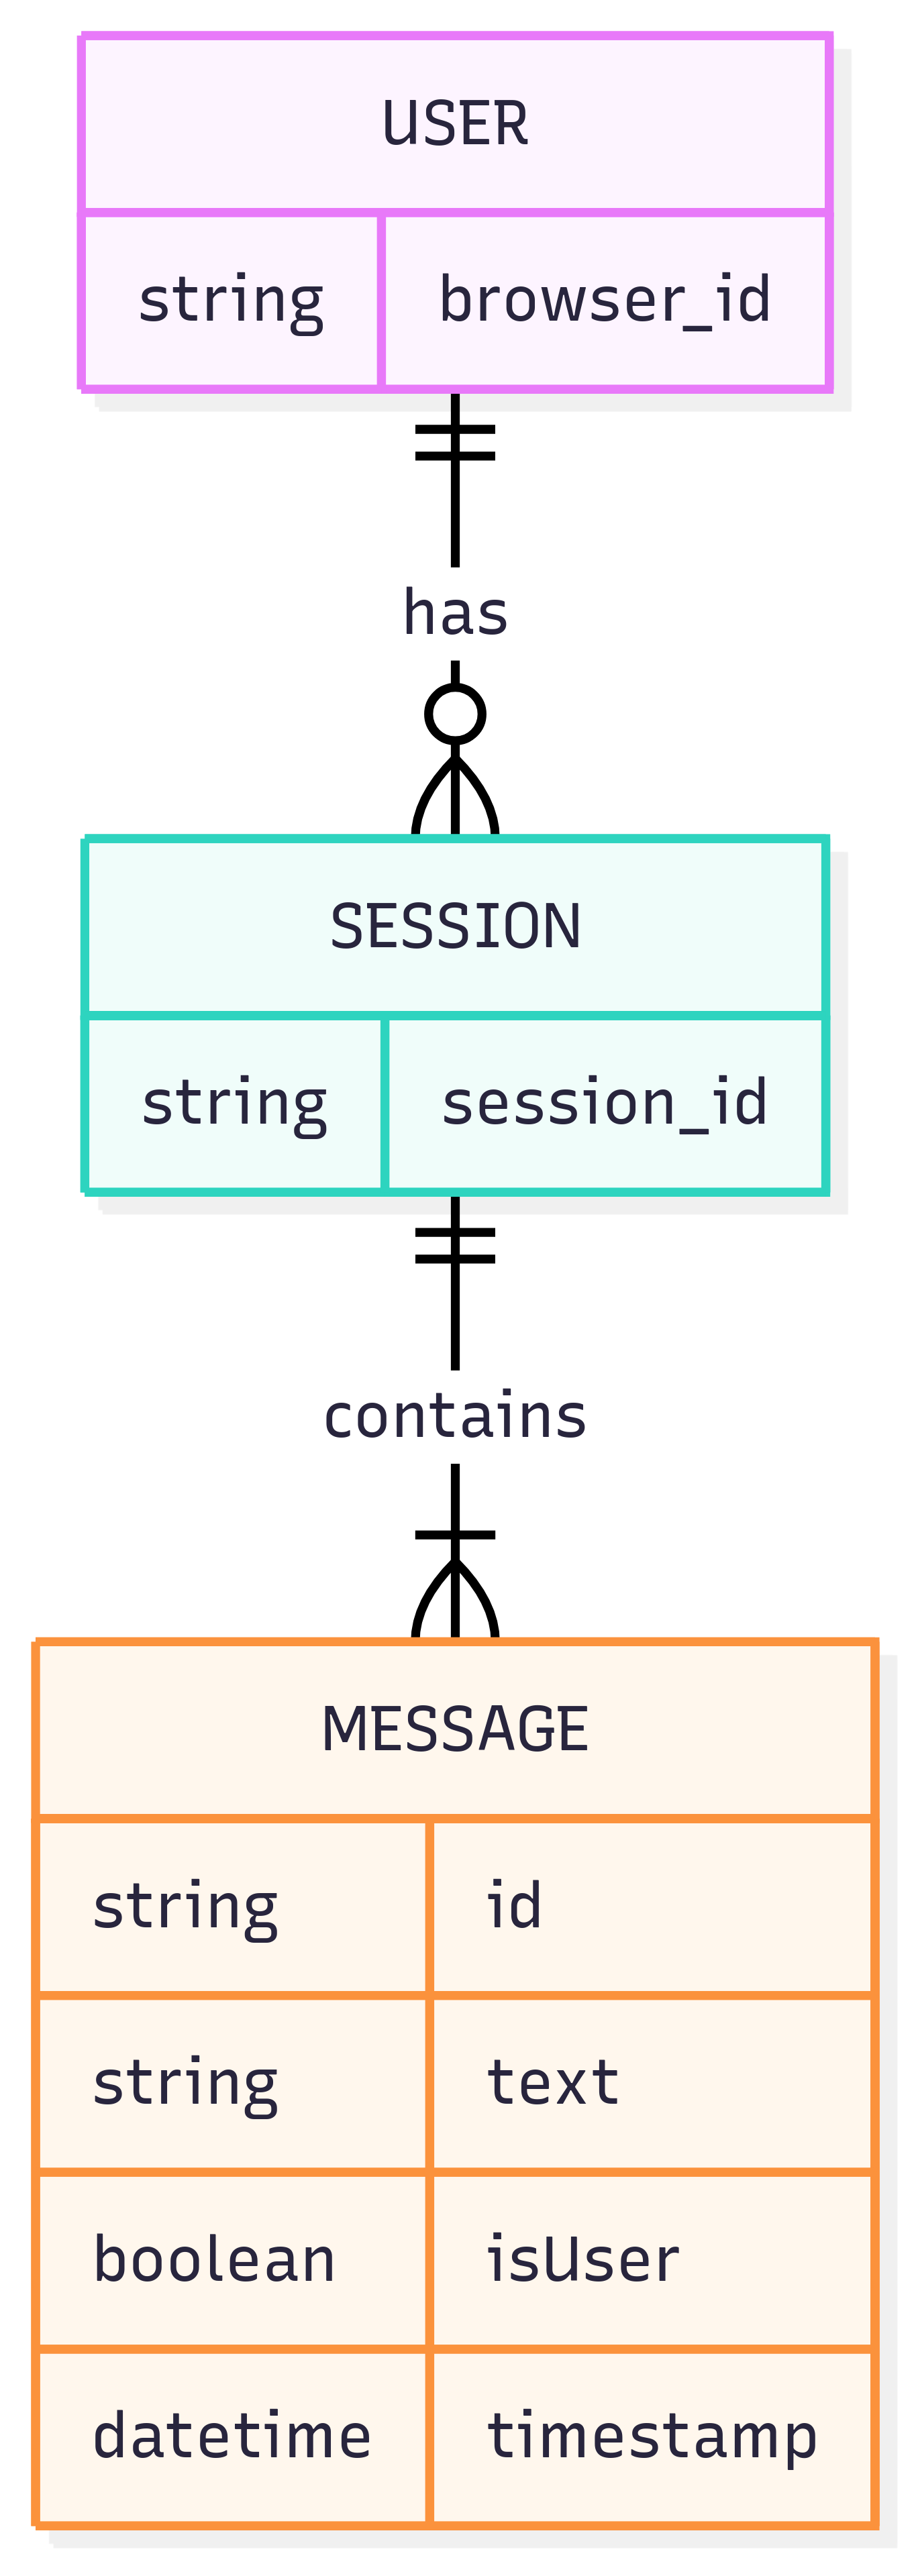 USER
string browser_id
has
SESSION
string session_id
contains
MESSAGE
string id
string text
boolean isUser
datetime timestamp